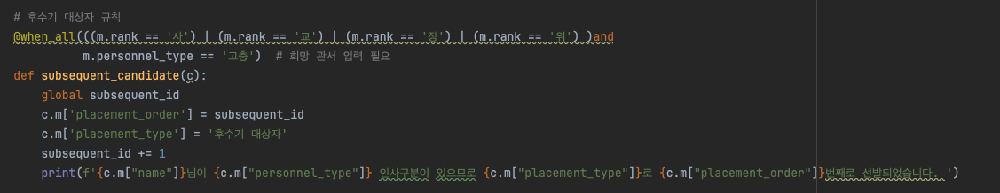 # 후수기 대상자 규칙
@when_all(((m.rank == '사') | (m.rank == '교') | (m.rank == '장') | (m.rank == '위') )and
          m.personnel_type == '고충')  # 희망 관서 입력 필요
def subsequent_candidate(c):
    global subsequent_id
    c.m['placement_order'] = subsequent_id
    c.m['placement_type'] = '후수기 대상자'
    subsequent_id += 1
    print(f'{c.m["name"]}님이 {c.m["personnel_type"]} 입사구분이 있으므로 {c.m["placement_type"]}로 {c.m["placement_order"]}번째로 선발되었습니다. ')